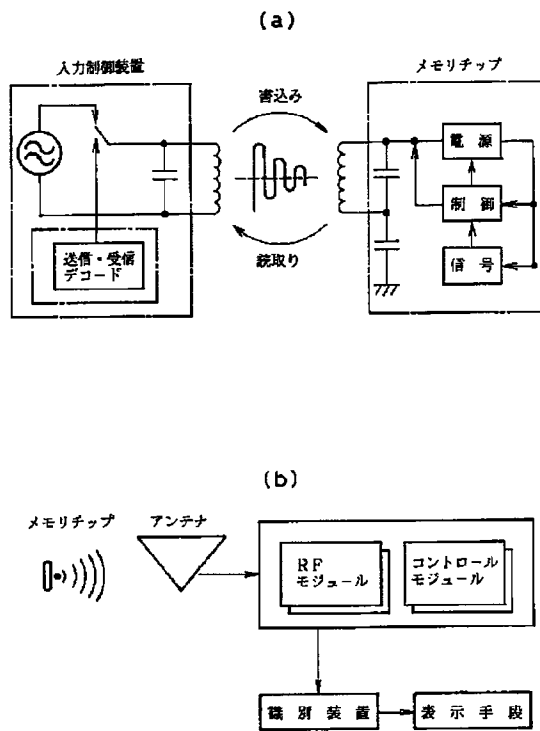 (a)
入力制御装置
メモリチップ
書込み
電源
制御
信号
送信・受信
デコード
読取り
(b)
メモリチップ
アンテナ
RF
モジュール
コントロール
モジュール
識別装置
表示手段